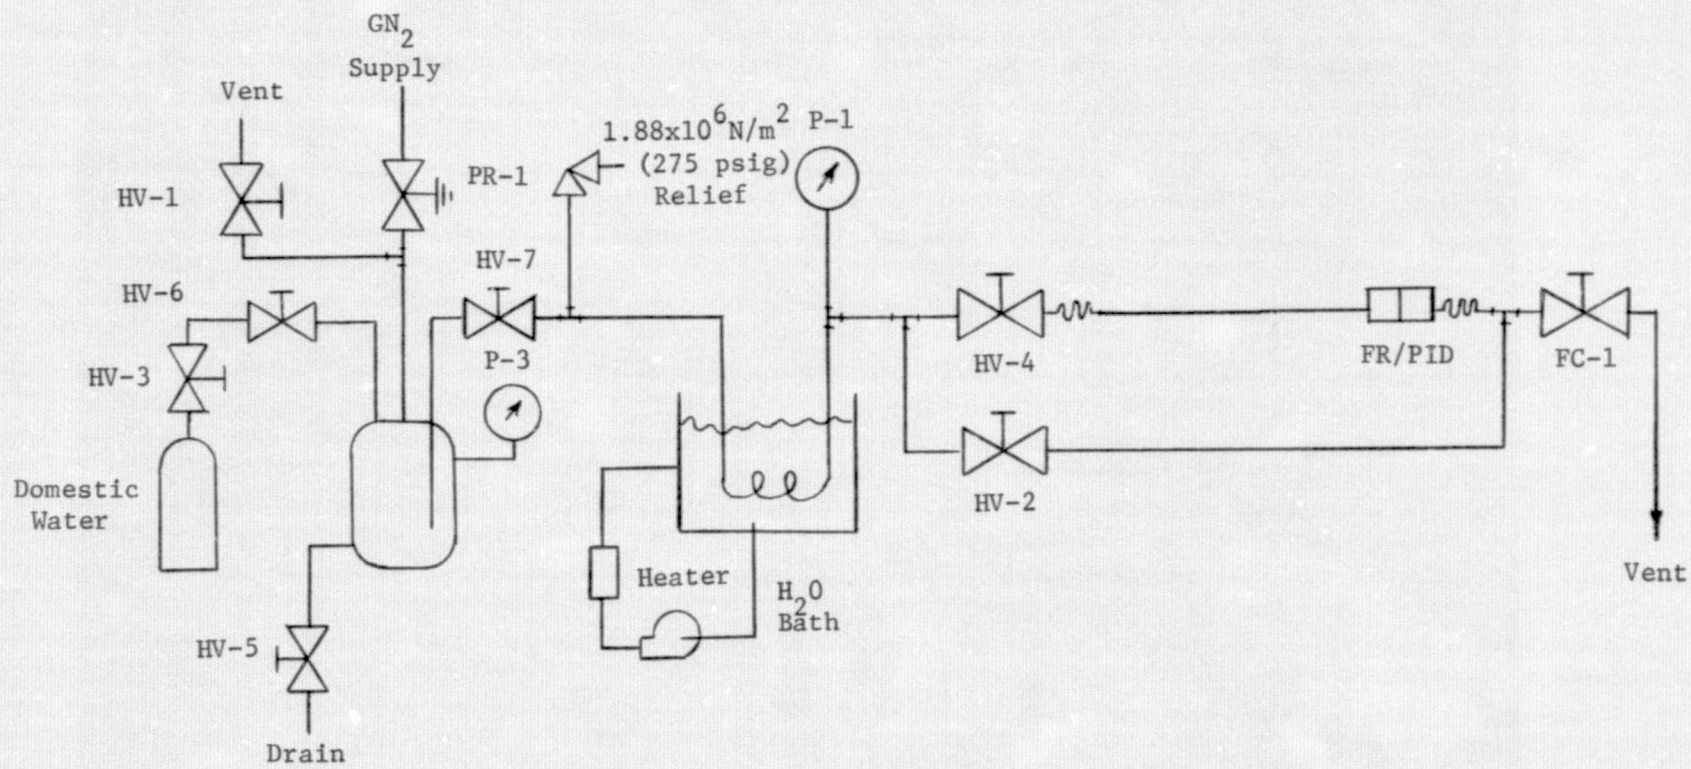 GN2
Supply
Vent
1.88x10^6 N/m^2
(275 psig)
Relief
P-1
HV-1
PR-1
HV-7
HV-6
P-3
HV-3
HV-4
FR/PID
FC-1
Domestic
Water
HV-2
Heater
H2O
Bath
Vent
HV-5
Drain